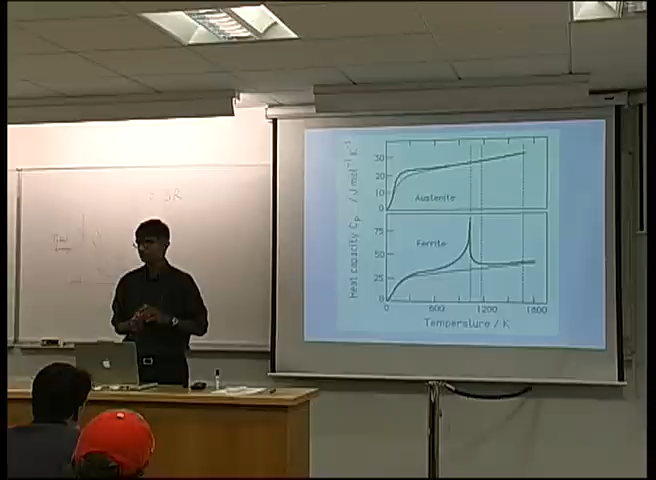 = 3R
Heat capacity Cp / J mol⁻¹ K⁻¹
30
20
10
0
Austenite
75
50
25
0
Ferrite
0
600
1200
1800
Temperature / K